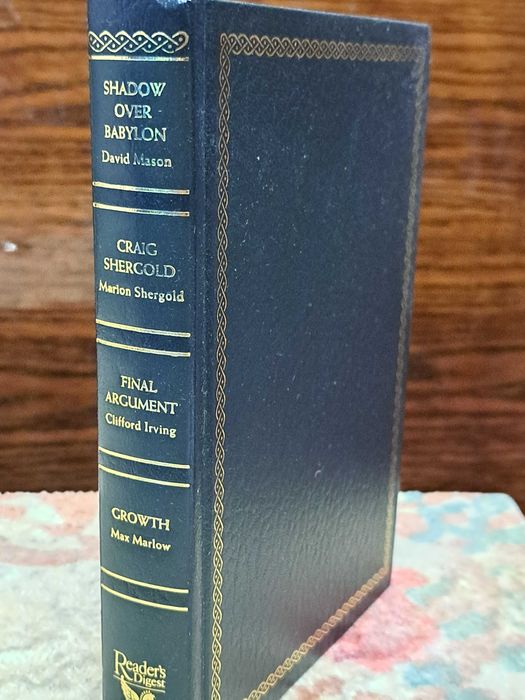 SHADOW
OVER
BABYLON
David Mason
CRAIG
SHERGOLD
Marion Shergold
FINAL
ARGUMENT
Clifford Irving
GROWTH
Max Marlow
Reader's
Digest